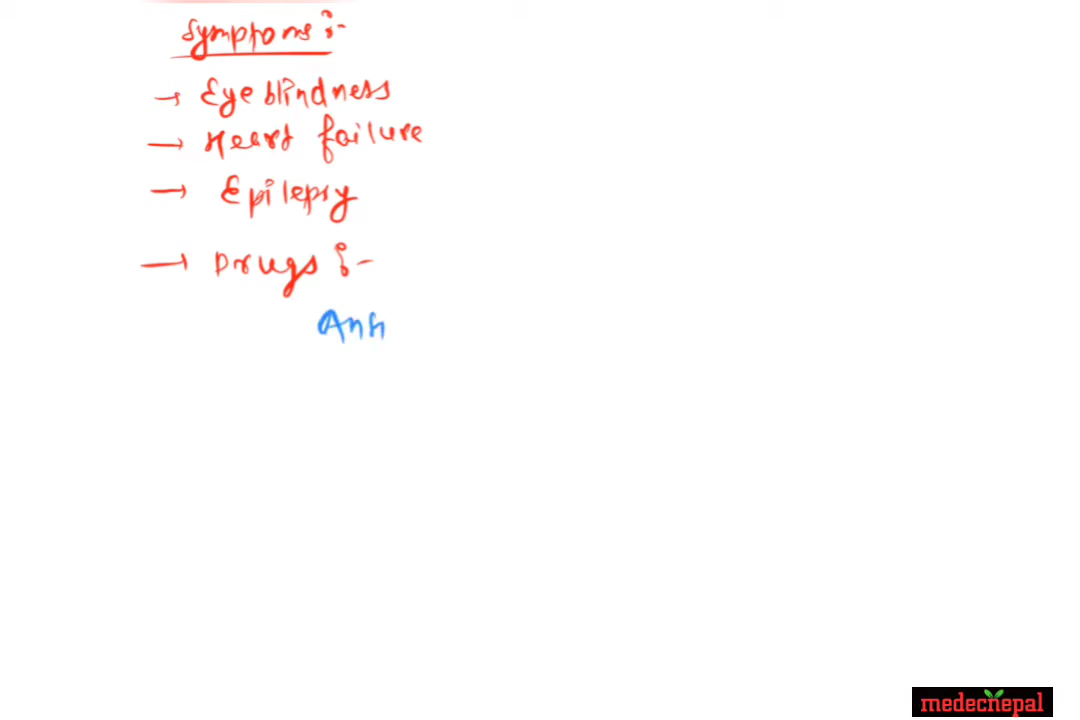 Symptoms :-
→ Eye blindness
→ Heart failure
→ Epilepsy
→ Drugs :-
Anti
medecnepal